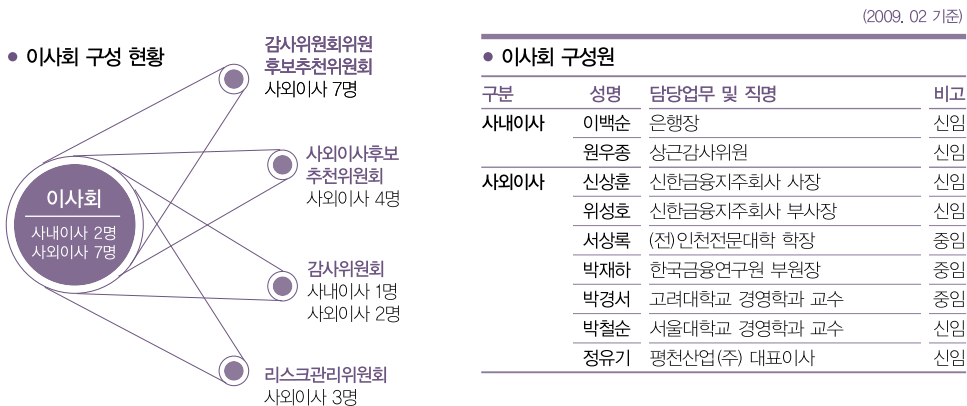 (2009. 02 기준)
• 이사회 구성 현황
감사위원회위원
후보추천위원회
사외이사 7명
사외이사후보
추천위원회
사외이사 4명
이사회
사내이사 2명
사외이사 7명
감사위원회
사내이사 1명
사외이사 2명
리스크관리위원회
사외이사 3명
• 이사회 구성원
구분 성명 담당업무 및 직명 비고
사내이사 이백순 은행장 신임
원우종 상근감사위원 신임
사외이사 신상훈 신한금융지주회사 사장 신임
위성호 신한금융지주회사 부사장 신임
서상록 (전)인천전문대학 학장 중임
박재하 한국금융연구원 부원장 중임
박경서 고려대학교 경영학과 교수 중임
박철순 서울대학교 경영학과 교수 신임
정유기 평천산업(주) 대표이사 신임